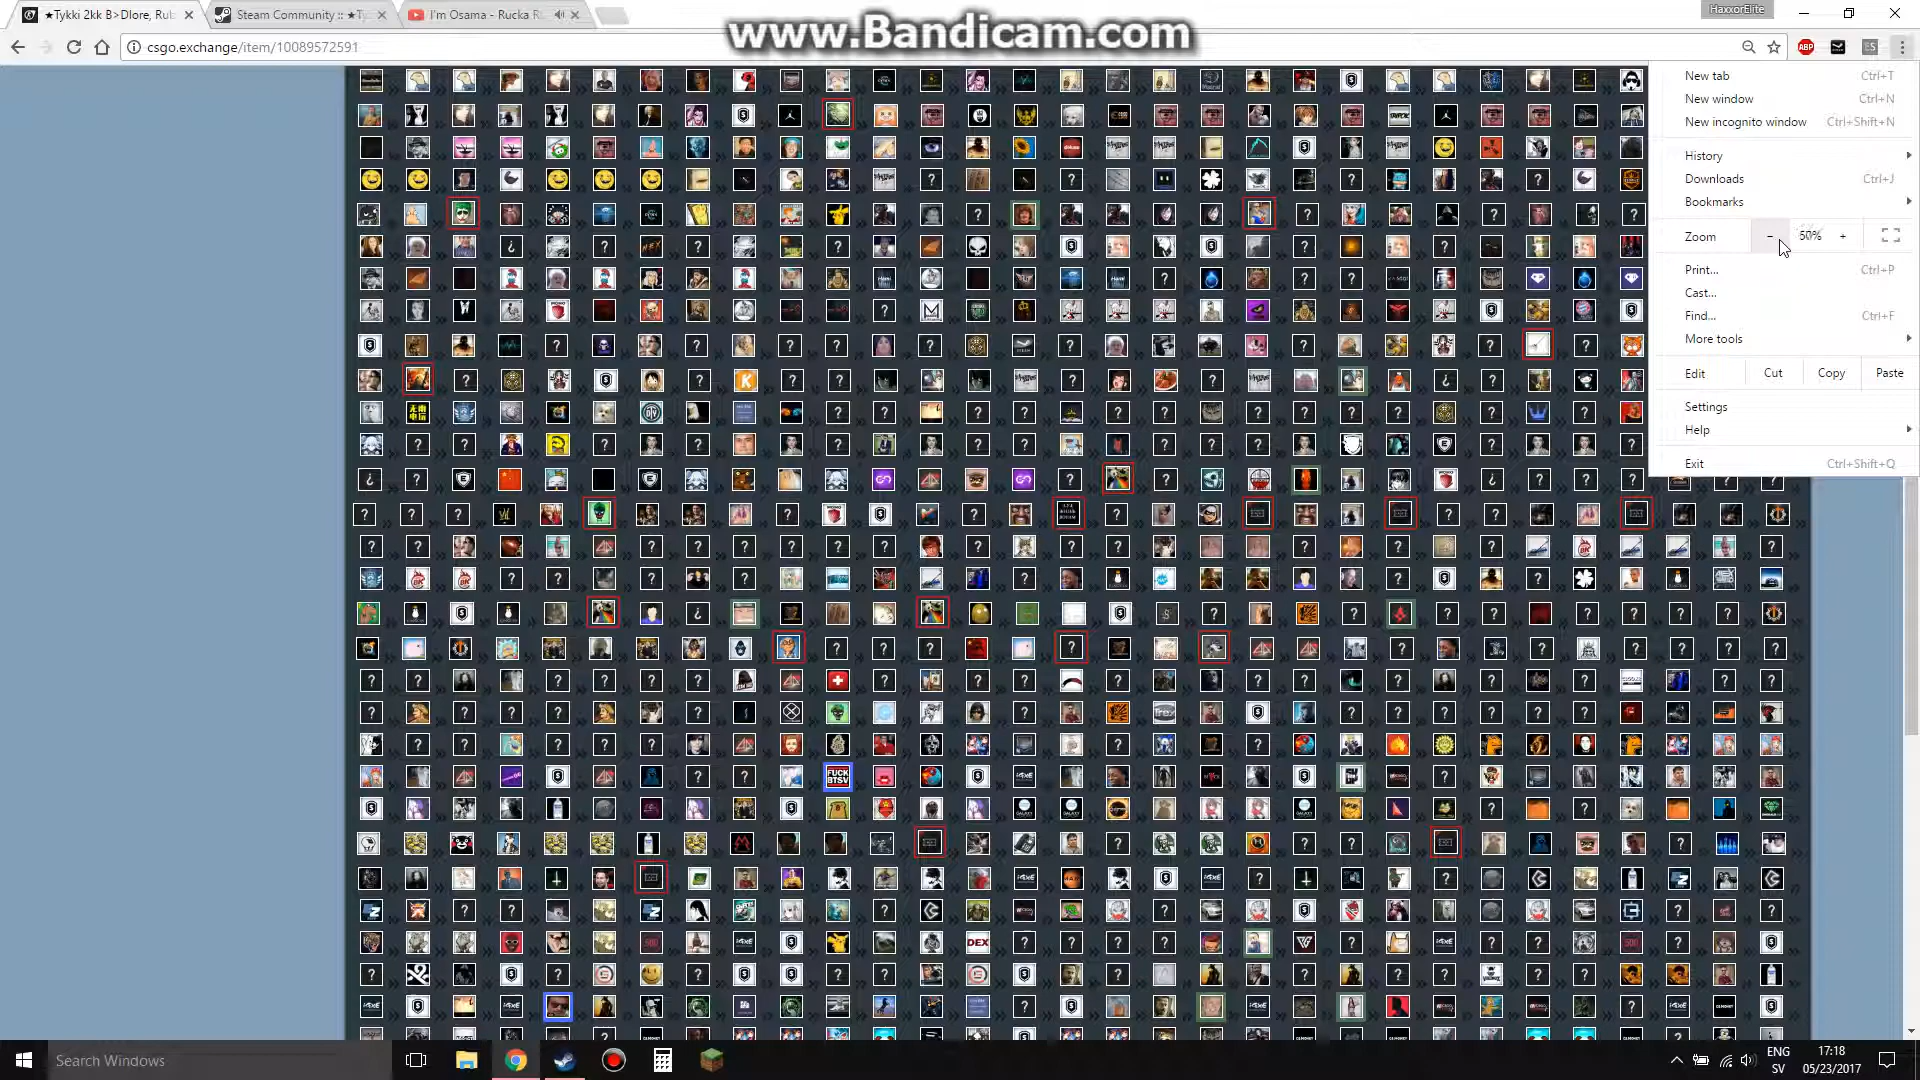 ★Tykki 2kk B>Dlore, Rub
Steam Community :: ★Ty
I'm Osama - Rucka R
www.Bandicam.com
HaxxorElite
csgo.exchange/item/10089572591
ABP
New tab Ctrl+T
New window Ctrl+N
New incognito window Ctrl+Shift+N
History
Downloads Ctrl+J
Bookmarks
Zoom - 50% +
Print... Ctrl+P
Cast...
Find... Ctrl+F
More tools
Edit Cut Copy Paste
Settings
Help
Exit Ctrl+Shift+Q
FUCK BTSV
DEX
Search Windows
ENG
SV
17:18
05/23/2017